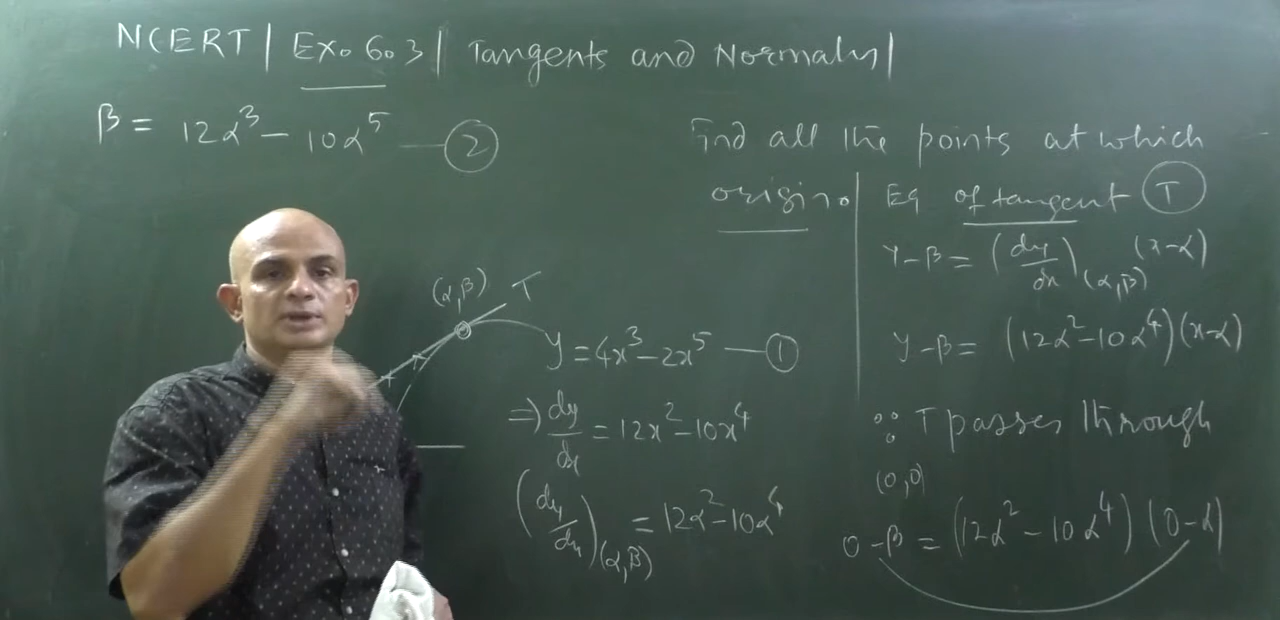 NCERT | Ex. 6.3 | Tangents and Normals |
β = 12α³ − 10α⁵ — ②
Find all the points at which
origin.
(α, β)
T
y = 4x³ − 2x⁵ — ①
⇒ dy/dx = 12x² − 10x⁴
(dy/dx)(α, β) = 12α² − 10α⁴
Eq of tangent Ⓣ
y − β = (dy/dx)(α, β) (x − α)
y − β = (12α² − 10α⁴)(x − α)
∵ T passes through
(0,0)
0 − β = (12α² − 10α⁴)(0 − α)